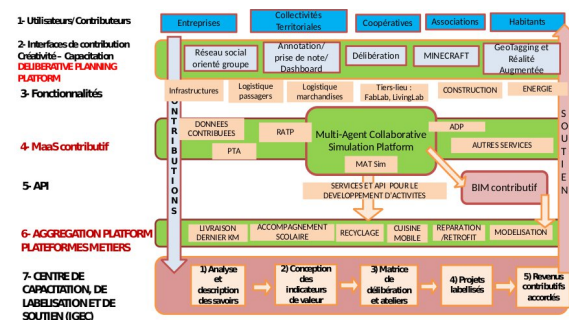 1- Utilisateurs/Contributeurs
Entreprises
Collectivités
Territoriales
Coopératives
Associations
Habitants
2- Interfaces de contribution
Créativité – Capacitation
DELIBERATIVE PLANNING
PLATFORM
Réseau social
orienté groupe
Annotation/
prise de note/
Dashboard
Délibération
MINECRAFT
GeoTagging et
Réalité
Augmentée
3- Fonctionnalités
Infrastructures
Logistique
passagers
Logistique
marchandises
Tiers-lieu :
FabLab, LivingLab
CONSTRUCTION
ENERGIE
CONTRIBUTIONS
SOUTIEN
4- MaaS contributif
DONNEES
CONTRIBUEES
RATP
PTA
Multi-Agent Collaborative
Simulation Platform
MAT Sim
ADP
AUTRES SERVICES
5- API
SERVICES ET API POUR LE
DEVELOPPEMENT D'ACTIVITES
BIM contributif
6- AGGREGATION PLATFORM
PLATEFORMES METIERS
LIVRAISON
DERNIER KM
ACCOMPAGNEMENT
SCOLAIRE
RECYCLAGE
CUISINE
MOBILE
REPARATION
/RETROFIT
MODELISATION
7- CENTRE DE
CAPACITATION, DE
LABELISATION ET DE
SOUTIEN (IGEC)
1) Analyse
et
description
des savoirs
2) Conception
des
indicateurs
de valeur
3) Matrice
de
délibération
et ateliers
4) Projets
labellisés
5) Revenus
contributifs
accordés